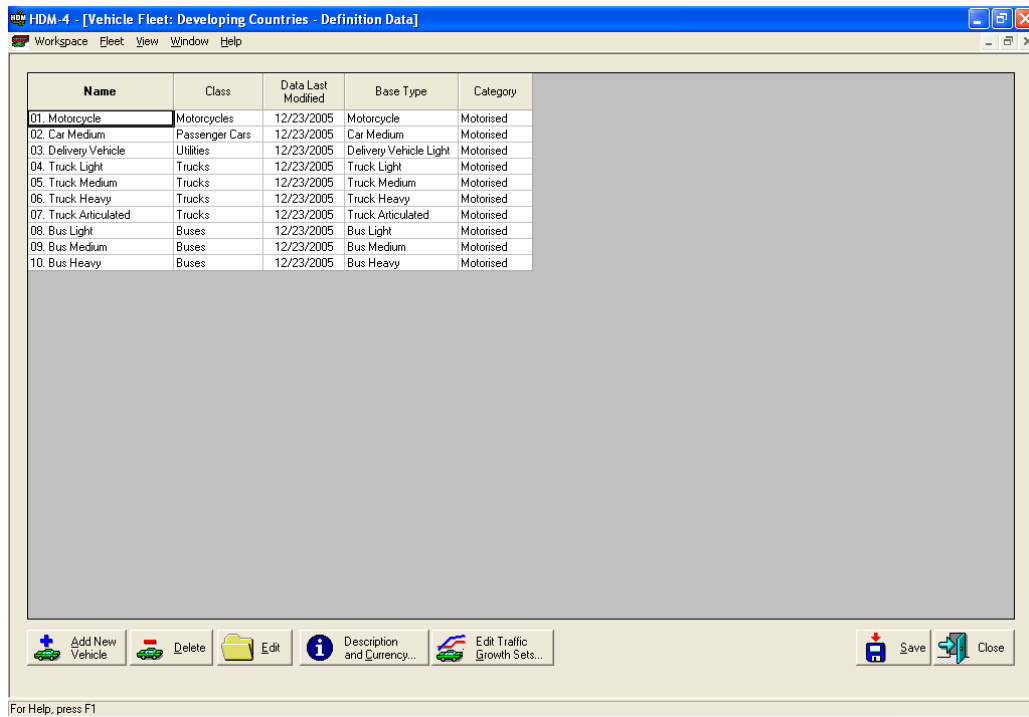 HDM-4 - [Vehicle Fleet: Developing Countries - Definition Data]
Workspace Fleet View Window Help
Name Class Data Last Modified Base Type Category
01. Motorcycle Motorcycles 12/23/2005 Motorcycle Motorised
02. Car Medium Passenger Cars 12/23/2005 Car Medium Motorised
03. Delivery Vehicle Utilities 12/23/2005 Delivery Vehicle Light Motorised
04. Truck Light Trucks 12/23/2005 Truck Light Motorised
05. Truck Medium Trucks 12/23/2005 Truck Medium Motorised
06. Truck Heavy Trucks 12/23/2005 Truck Heavy Motorised
07. Truck Articulated Trucks 12/23/2005 Truck Articulated Motorised
08. Bus Light Buses 12/23/2005 Bus Light Motorised
09. Bus Medium Buses 12/23/2005 Bus Medium Motorised
10. Bus Heavy Buses 12/23/2005 Bus Heavy Motorised
Add New Vehicle Delete Edit Description and Currency... Edit Traffic Growth Sets... Save Close
For Help, press F1